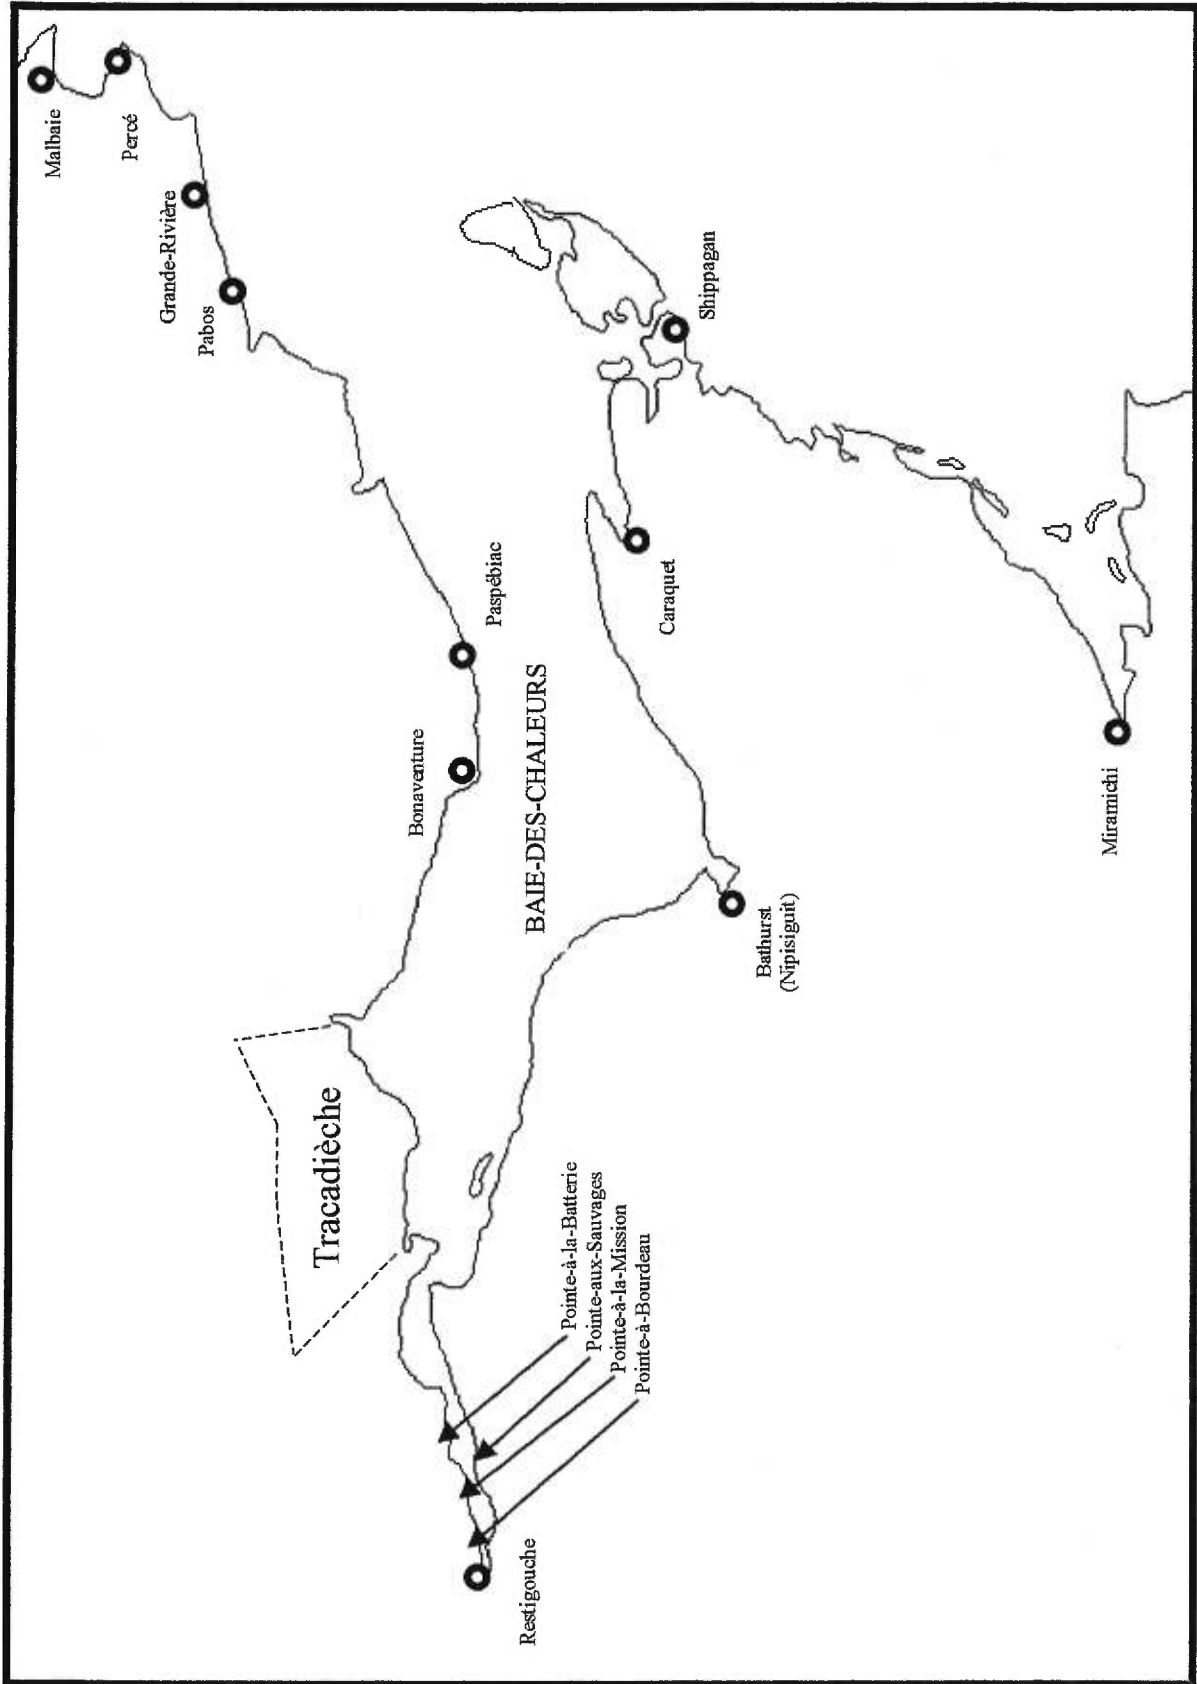 Malbaie
Percé
Grande-Rivière
Pabos
Shippagan
Paspébiac
Caraquet
Bonaventure
BAIE-DES-CHALEURS
Miramichi
Bathurst
(Nipisiguit)
Tracadièche
Pointe-à-la-Batterie
Pointe-aux-Sauvages
Pointe-à-la-Mission
Pointe-à-Bourdeau
Restigouche